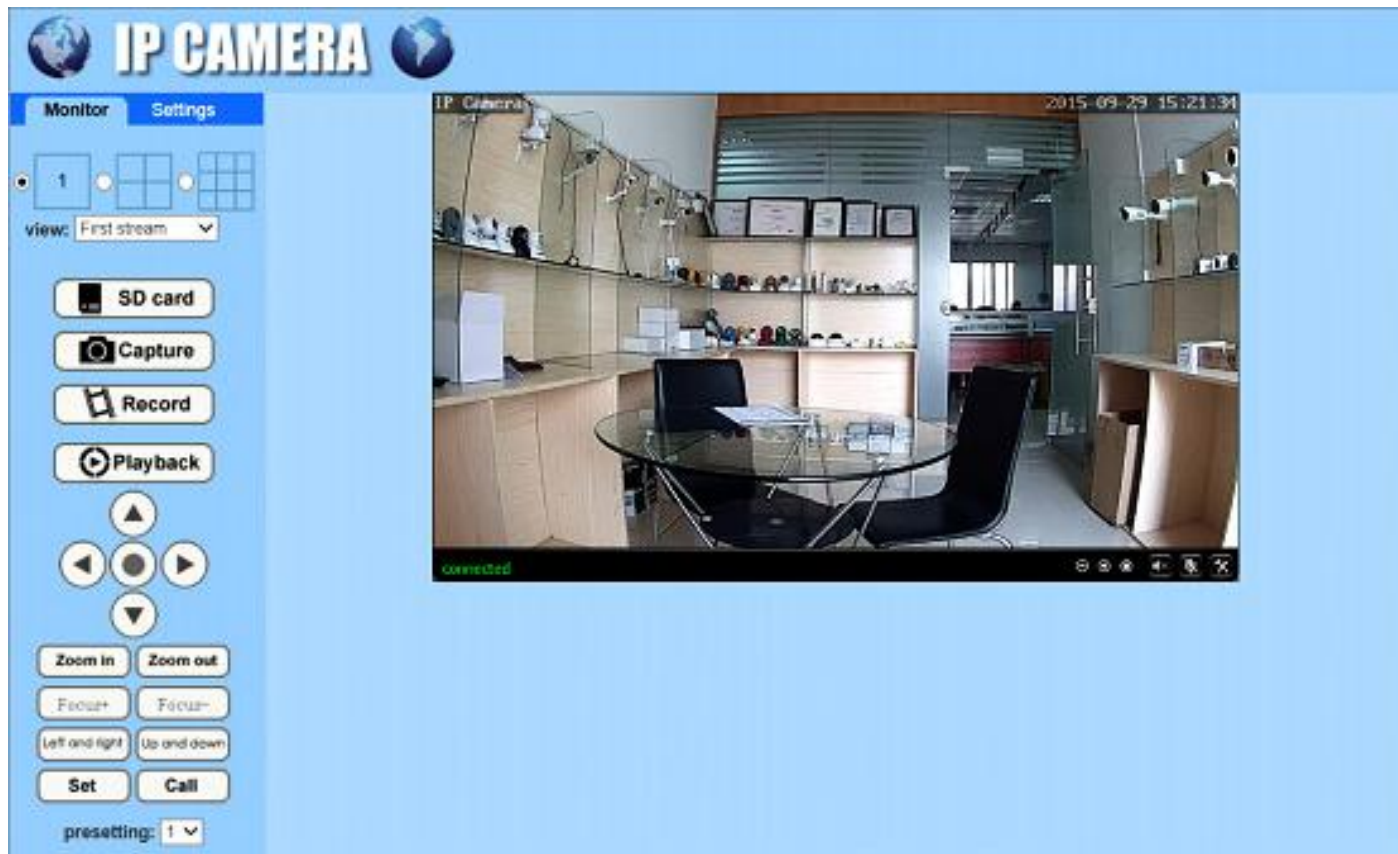 IP CAMERA
Monitor Settings
IP Camera 2015-09-29 15:21:34
1
view: First stream
SD card
Capture
Record
Playback
connected
Zoom in Zoom out
Focus+ Focus-
Left and right Up and down
Set Call
presetting: 1